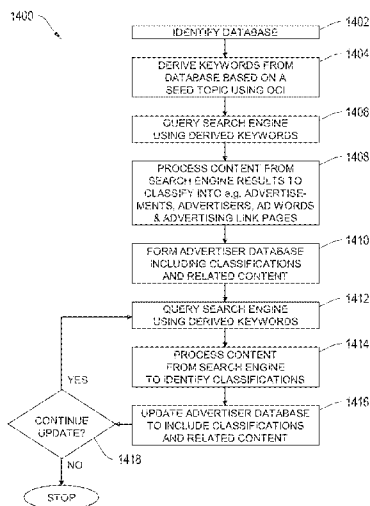 1400
1402
IDENTIFY DATABASE
1404
DERIVE KEYWORDS FROM
DATABASE BASED ON A
SEED TOPIC USING OCI
1406
QUERY SEARCH ENGINE
USING DERIVED KEYWORDS
1408
PROCESS CONTENT FROM
SEARCH ENGINE RESULTS TO
CLASSIFY INTO e.g. ADVERTISE-
MENTS, ADVERTISERS, AD WORDS
& ADVERTISING LINK PAGES
1410
FORM ADVERTISER DATABASE
INCLUDING CLASSIFICATIONS
AND RELATED CONTENT
1412
QUERY SEARCH ENGINE
USING DERIVED KEYWORDS
1414
PROCESS CONTENT
FROM SEARCH ENGINE
TO IDENTIFY CLASSIFICATIONS
1416
UPDATE ADVERTISER DATABASE
TO INCLUDE CLASSIFICATIONS
AND RELATED CONTENT
YES
CONTINUE
UPDATE?
1418
NO
STOP